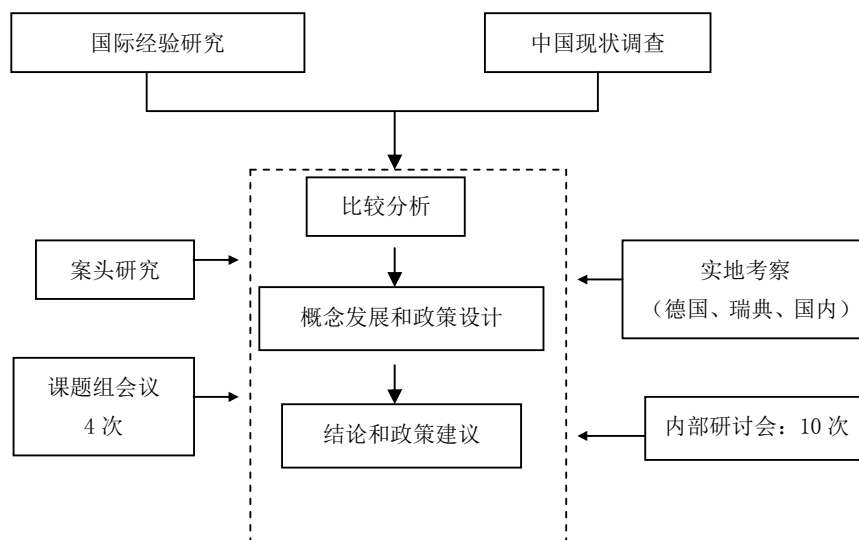 国际经验研究
中国现状调查
比较分析
案头研究
实地考察
（德国、瑞典、国内）
概念发展和政策设计
课题组会议
4 次
结论和政策建议
内部研讨会：10 次